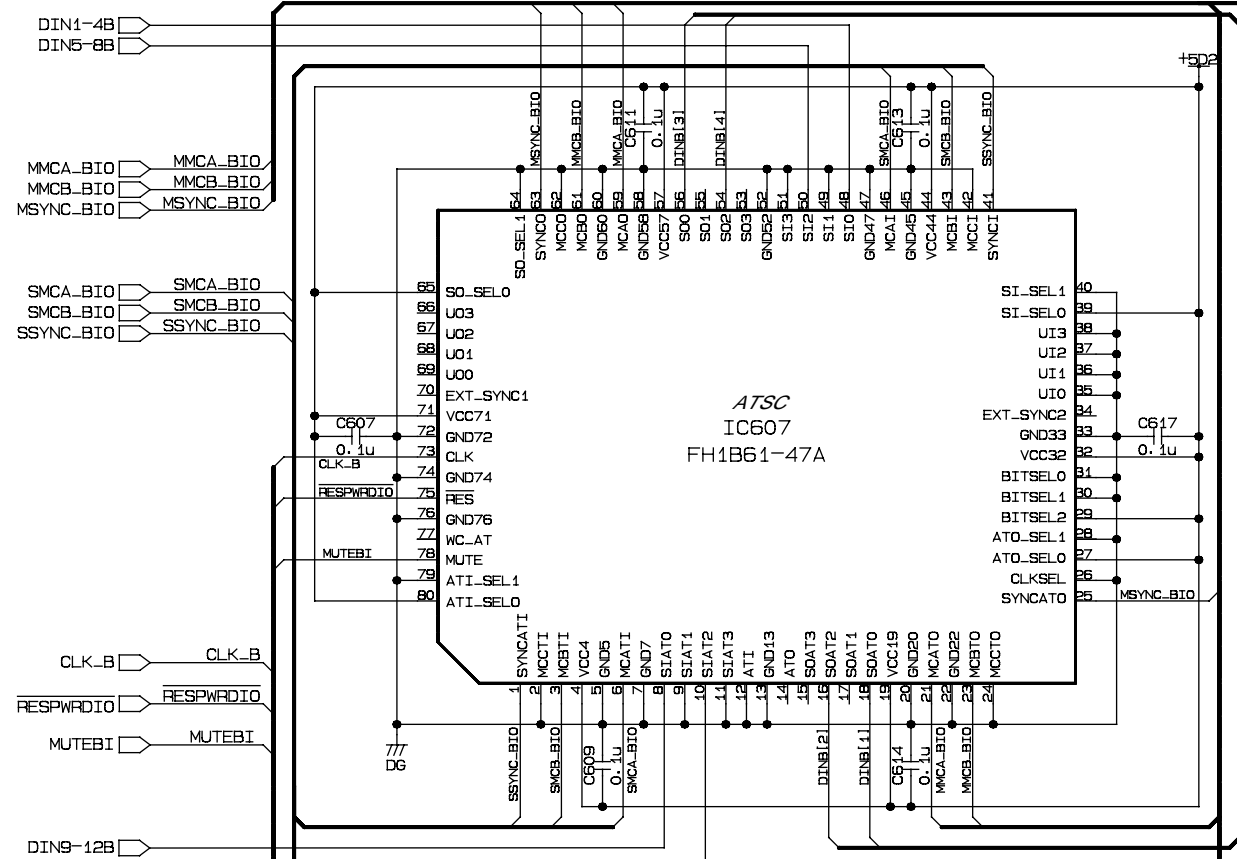 DIN1-4B
DIN5-8B
+5D2
MSYNC_BIO
MMCB_BIO
MMCA_BIO
C611
0.1u
DINB[3]
DINB[4]
SMCA_BIO
C613
0.1u
SMCB_BIO
SSYNC_BIO
MMCA_BIO MMCA_BIO
MMCB_BIO MMCB_BIO
MSYNC_BIO MSYNC_BIO
64 63 62 61 60 59 58 57 56 55 54 53 52 51 50 49 48 47 46 45 44 43 42 41
SO_SEL1
SYNCO
MCCO
MCBO
GND60
MCAO
GND58
VCC57
SO0
SO1
SO2
SO3
GND52
SI3
SI2
SI1
SI0
GND47
MCAI
GND45
VCC44
MCBI
MCCI
SYNCI
SMCA_BIO SMCA_BIO
SMCB_BIO SMCB_BIO
SSYNC_BIO SSYNC_BIO
65 SO_SEL0
66 UO3
67 UO2
68 UO1
69 UO0
70 EXT_SYNC1
71 VCC71
72 GND72
73 CLK
74 GND74
75 RES
76 GND76
77 WC_AT
78 MUTE
79 ATI_SEL1
80 ATI_SEL0
C607
0.1u
CLK_B
RESPWRDIO
MUTEBI
ATSC
IC607
FH1B61-47A
SI_SEL1 40
SI_SEL0 39
UI3 38
UI2 37
UI1 36
UI0 35
EXT_SYNC2 34
GND33 33
VCC32 32
BITSEL0 31
BITSEL1 30
BITSEL2 29
ATO_SEL1 28
ATO_SEL0 27
CLKSEL 26
SYNCATO 25
C617
0.1u
MSYNC_BIO
SYNCATI
MCCTI
MCBTI
VCC4
GND5
MCATI
GND7
SIAT0
SIAT1
SIAT2
SIAT3
ATI
GND13
ATO
SOAT3
SOAT2
SOAT1
SOAT0
VCC19
GND20
MCATO
GND22
MCBTO
MCCTO
1 2 3 4 5 6 7 8 9 10 11 12 13 14 15 16 17 18 19 20 21 22 23 24
CLK_B CLK_B
RESPWRDIO RESPWRDIO
MUTEBI MUTEBI
DG
SSYNC_BIO
SMCB_BIO
C609
0.1u
SMCA_BIO
DINB[2]
DINB[1]
C614
0.1u
MMCA_BIO
MMCB_BIO
DIN9-12B